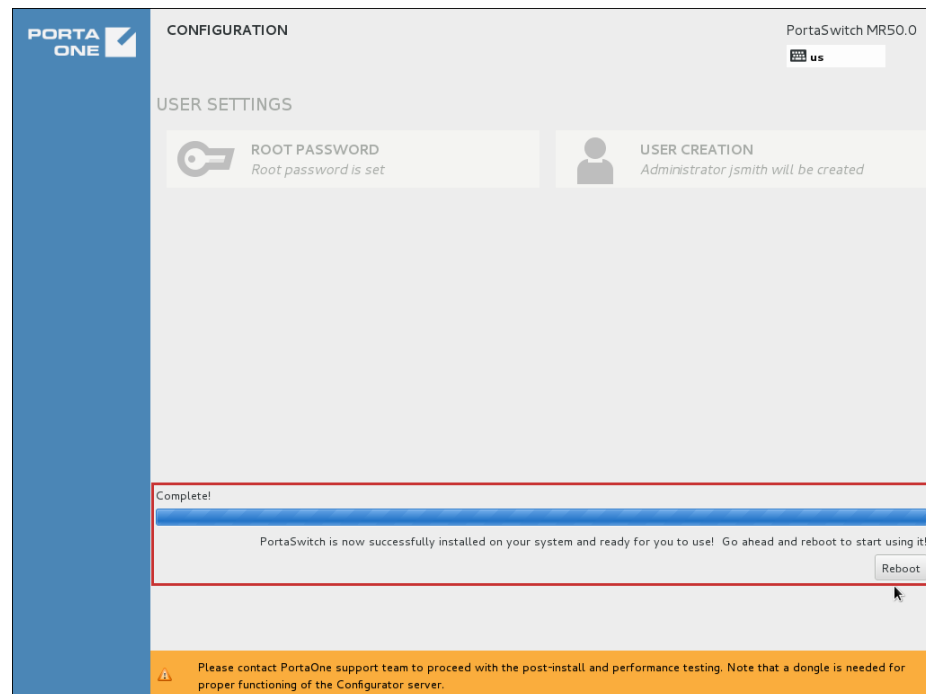 PORTA ONE
CONFIGURATION
PortaSwitch MR50.0
us
USER SETTINGS
ROOT PASSWORD
Root password is set
USER CREATION
Administrator jsmith will be created
Complete!
PortaSwitch is now successfully installed on your system and ready for you to use! Go ahead and reboot to start using it!
Reboot
Please contact PortaOne support team to proceed with the post-install and performance testing. Note that a dongle is needed for
proper functioning of the Configurator server.